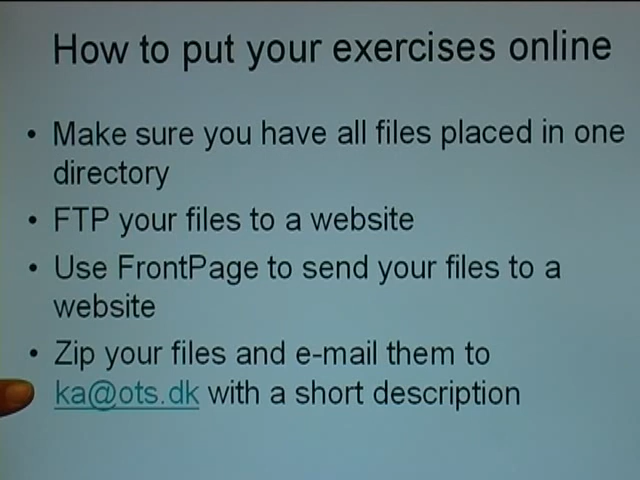 How to put your exercises online
• Make sure you have all files placed in one
directory
• FTP your files to a website
• Use FrontPage to send your files to a
website
• Zip your files and e-mail them to
ka@ots.dk with a short description